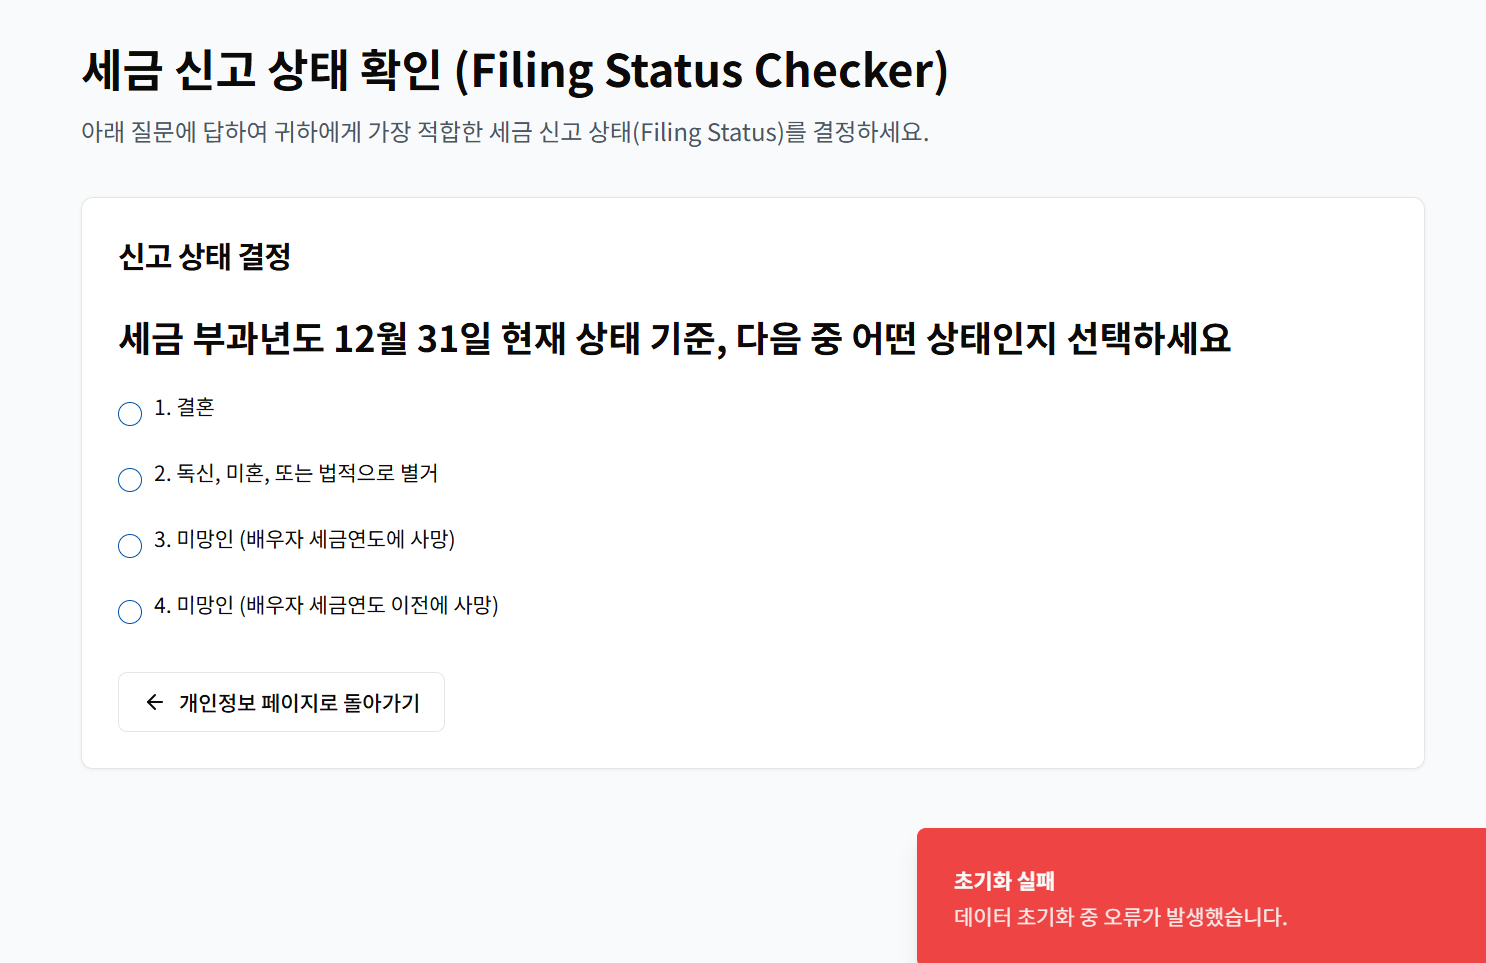 세금 신고 상태 확인 (Filing Status Checker)
아래 질문에 답하여 귀하에게 가장 적합한 세금 신고 상태(Filing Status)를 결정하세요.
신고 상태 결정
세금 부과년도 12월 31일 현재 상태 기준, 다음 중 어떤 상태인지 선택하세요
1. 결혼
2. 독신, 미혼, 또는 법적으로 별거
3. 미망인 (배우자 세금연도에 사망)
4. 미망인 (배우자 세금연도 이전에 사망)
개인정보 페이지로 돌아가기
초기화 실패
데이터 초기화 중 오류가 발생했습니다.